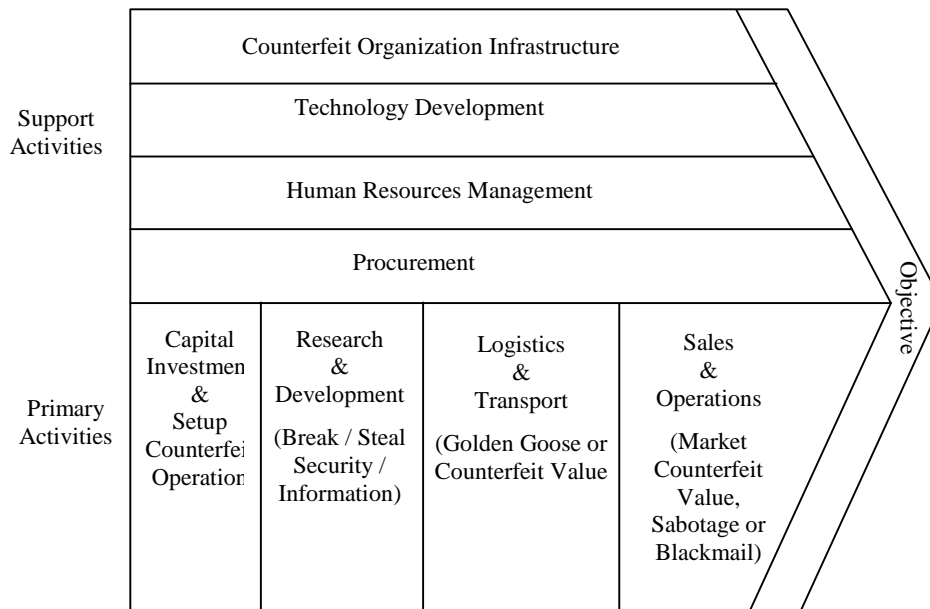 Counterfeit Organization Infrastructure
Technology Development
Support
Activities
Human Resources Management
Procurement
Objective
Capital
Investmen
&
Setup
Counterfei
Operation
Research
&
Development
(Break / Steal
Security /
Information)
Logistics
&
Transport
(Golden Goose or
Counterfeit Value
Sales
&
Operations
(Market
Counterfeit
Value,
Sabotage or
Blackmail)
Primary
Activities